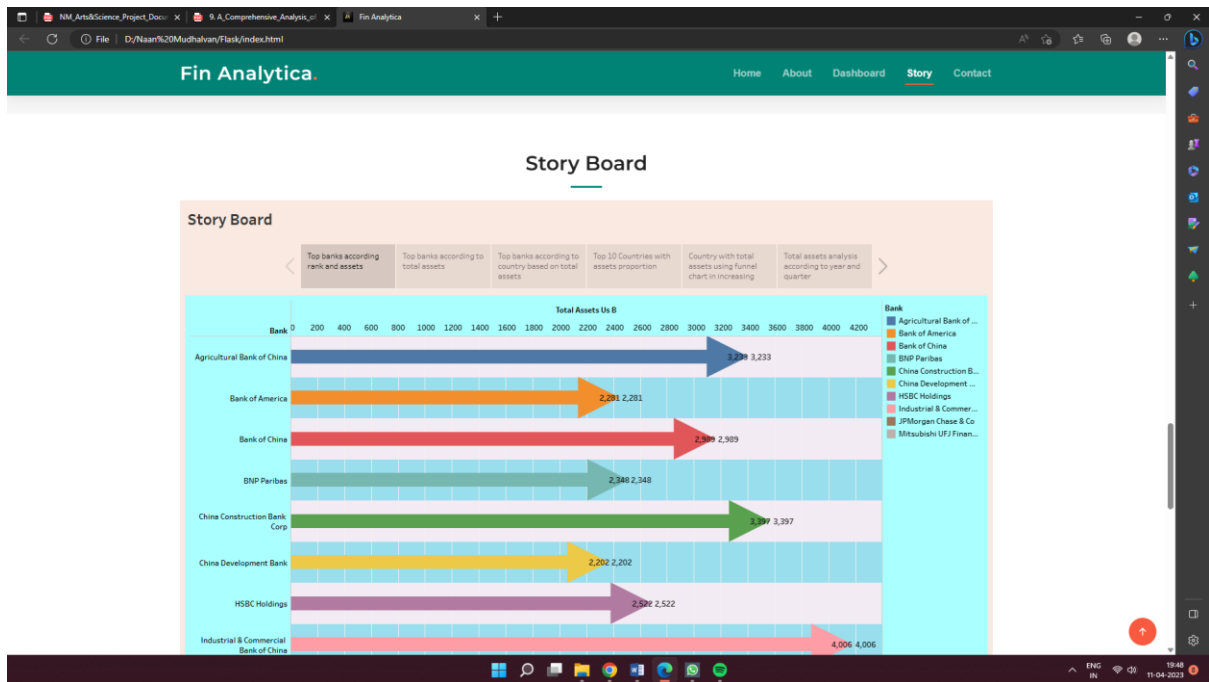 NM_Arts&Science_Project_Docu
9. A_Comprehensive_Analysis_of
Fin Analytica
File
D:/Naan%20Mudhalvan/Flask/index.html
Fin Analytica.
Home
About
Dashboard
Story
Contact
Story Board
Story Board
Top banks according
rank and assets
Top banks according to
total assets
Top banks according to
country based on total
assets
Top 10 Countries with
assets proportion
Country with total
assets using funnel
chart in increasing
Total assets analysis
according to year and
quarter
Total Assets Us B
Bank
0 200 400 600 800 1000 1200 1400 1600 1800 2000 2200 2400 2600 2800 3000 3200 3400 3600 3800 4000 4200
Agricultural Bank of China
3,233 3,233
Bank of America
2,281 2,281
Bank of China
2,989 2,989
BNP Paribas
2,348 2,348
China Construction Bank
Corp
3,397 3,397
China Development Bank
2,202 2,202
HSBC Holdings
2,522 2,522
Industrial & Commercial
Bank of China
4,006 4,006
Bank
Agricultural Bank of ...
Bank of America
Bank of China
BNP Paribas
China Construction B...
China Development ...
HSBC Holdings
Industrial & Commer...
JPMorgan Chase & Co
Mitsubishi UFJ Finan...
ENG
IN
19:48
11-04-2023